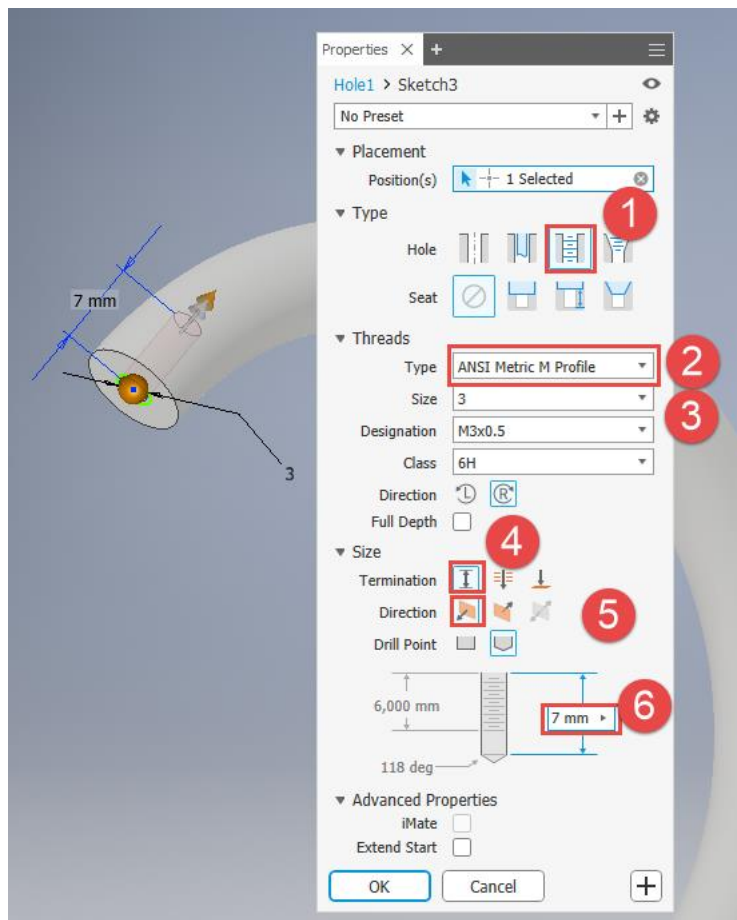 Properties × +
Hole1 > Sketch3
No Preset
Placement
Position(s) 1 Selected
1
Type
Hole
7 mm
Seat
Threads
Type ANSI Metric M Profile 2
Size 3
3
Designation M3x0.5
Class 6H
3
Direction L R
Full Depth
4
Size
Termination
Direction 5
Drill Point
6,000 mm
7 mm 6
118 deg
Advanced Properties
iMate
Extend Start
OK Cancel +